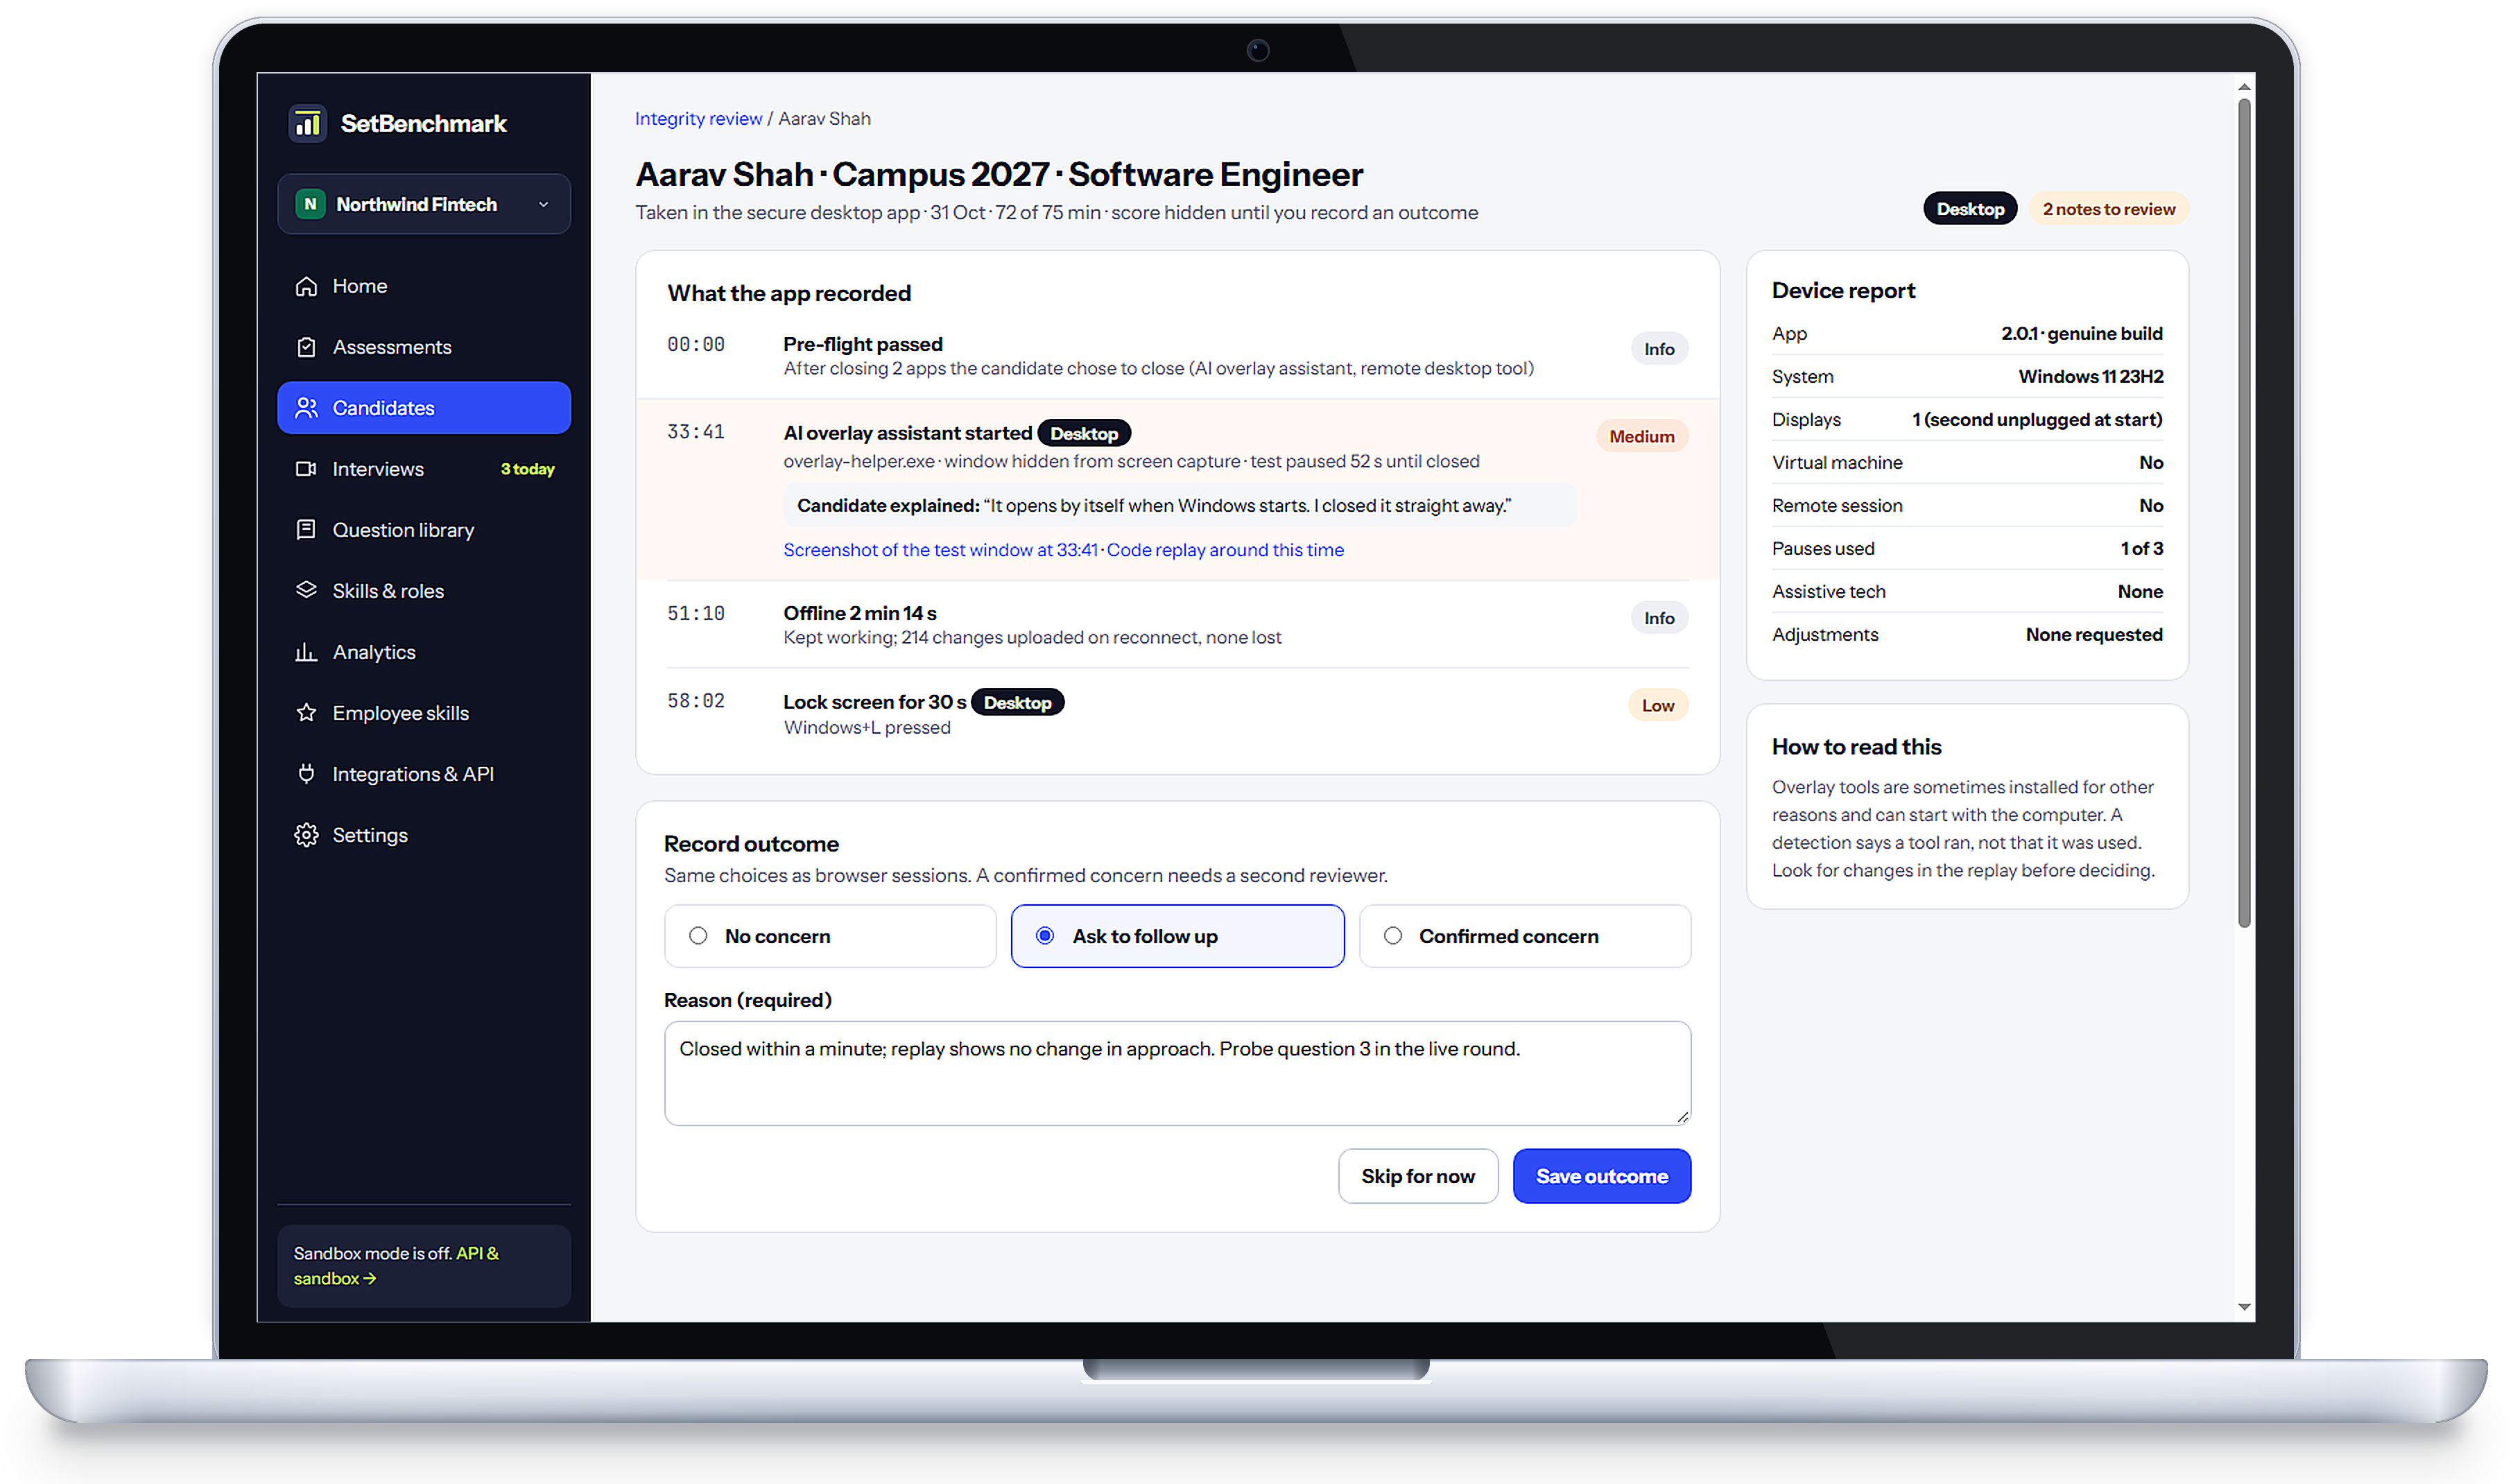 SetBenchmark
N Northwind Fintech
Home
Assessments
Candidates
Interviews 3 today
Question library
Skills & roles
Analytics
Employee skills
Integrations & API
Settings
Sandbox mode is off. API &
sandbox →
Integrity review / Aarav Shah
Aarav Shah · Campus 2027 · Software Engineer
Taken in the secure desktop app · 31 Oct · 72 of 75 min · score hidden until you record an outcome
Desktop 2 notes to review
What the app recorded
00:00 Pre-flight passed Info
After closing 2 apps the candidate chose to close (AI overlay assistant, remote desktop tool)
33:41 AI overlay assistant started Desktop Medium
overlay-helper.exe · window hidden from screen capture · test paused 52 s until closed
Candidate explained: “It opens by itself when Windows starts. I closed it straight away.”
Screenshot of the test window at 33:41 · Code replay around this time
51:10 Offline 2 min 14 s Info
Kept working; 214 changes uploaded on reconnect, none lost
58:02 Lock screen for 30 s Desktop Low
Windows+L pressed
Record outcome
Same choices as browser sessions. A confirmed concern needs a second reviewer.
No concern Ask to follow up Confirmed concern
Reason (required)
Closed within a minute; replay shows no change in approach. Probe question 3 in the live round.
Skip for now Save outcome
Device report
App 2.0.1 · genuine build
System Windows 11 23H2
Displays 1 (second unplugged at start)
Virtual machine No
Remote session No
Pauses used 1 of 3
Assistive tech None
Adjustments None requested
How to read this
Overlay tools are sometimes installed for other
reasons and can start with the computer. A
detection says a tool ran, not that it was used.
Look for changes in the replay before deciding.